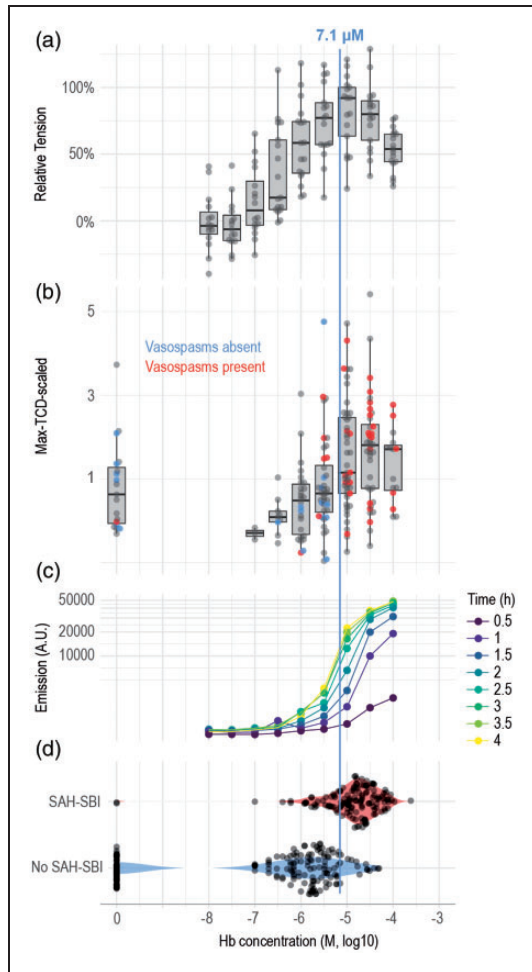 7.1 µM
(a)
100%
50%
0%
Relative Tension
(b)
5
3
1
Max-TCD-scaled
Vasospasms absent
Vasospasms present
(c)
50000
20000
10000
Emission (A.U.)
Time (h)
0.5
1
1.5
2
2.5
3
3.5
4
(d)
SAH-SBI
No SAH-SBI
0 -8 -7 -6 -5 -4 -3
Hb concentration (M, log10)